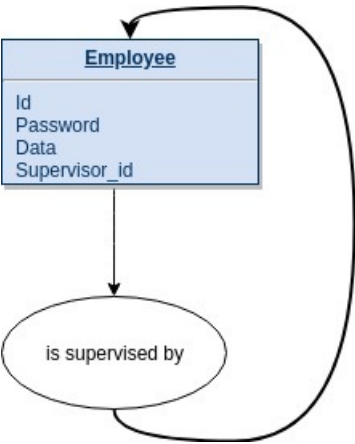 Employee
Id
Password
Data
Supervisor_id
is supervised by